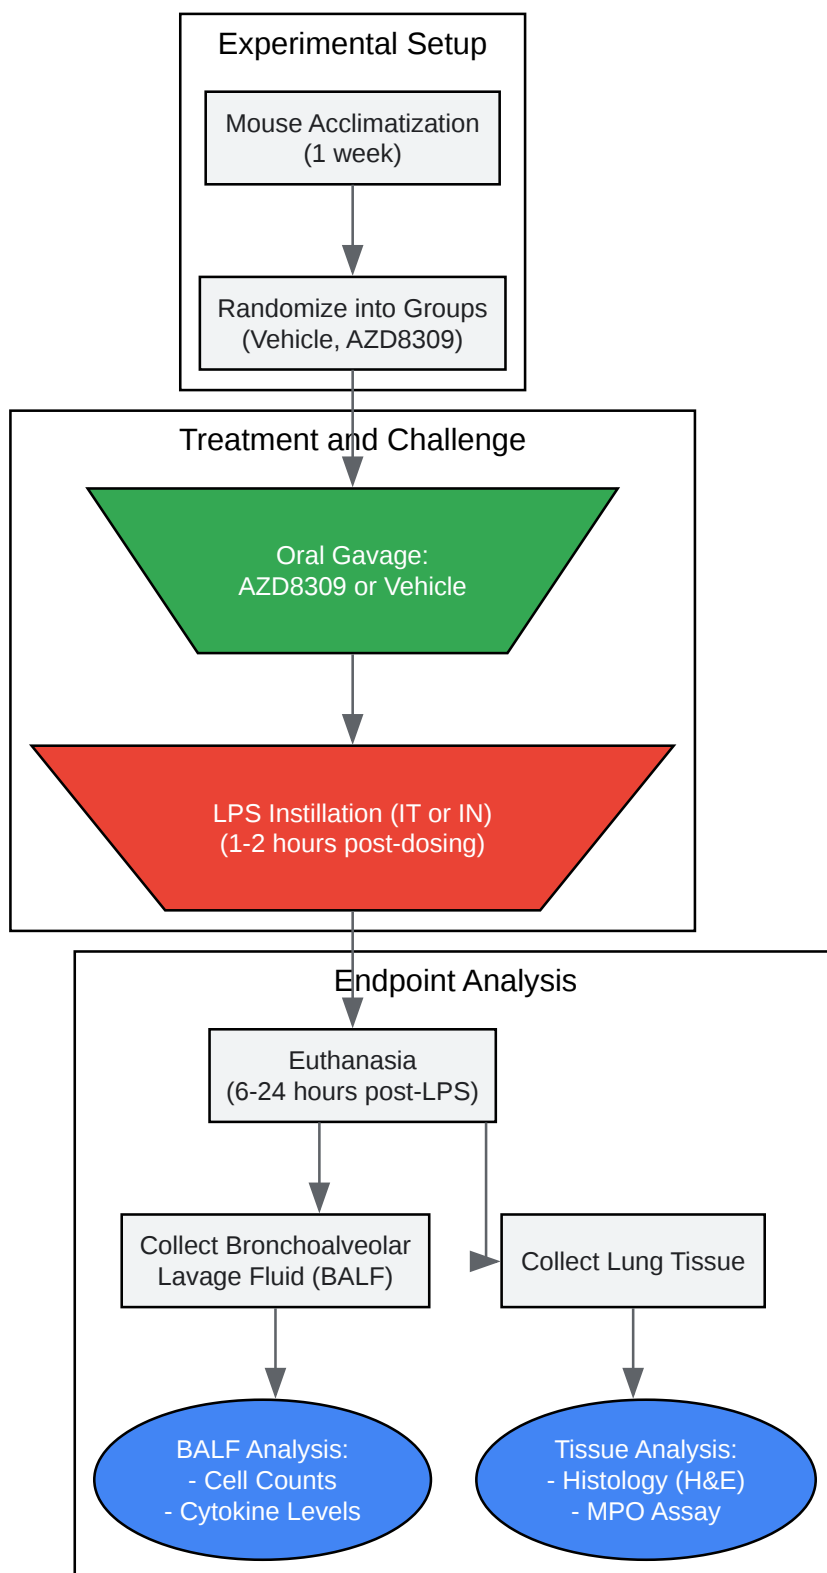 Experimental Setup
Mouse Acclimatization
(1 week)
Randomize into Groups
(Vehicle, AZD8309)
Treatment and Challenge
Oral Gavage:
AZD8309 or Vehicle
LPS Instillation (IT or IN)
(1-2 hours post-dosing)
Endpoint Analysis
Euthanasia
(6-24 hours post-LPS)
Collect Bronchoalveolar
Lavage Fluid (BALF)
Collect Lung Tissue
BALF Analysis:
- Cell Counts
- Cytokine Levels
Tissue Analysis:
- Histology (H&E)
- MPO Assay